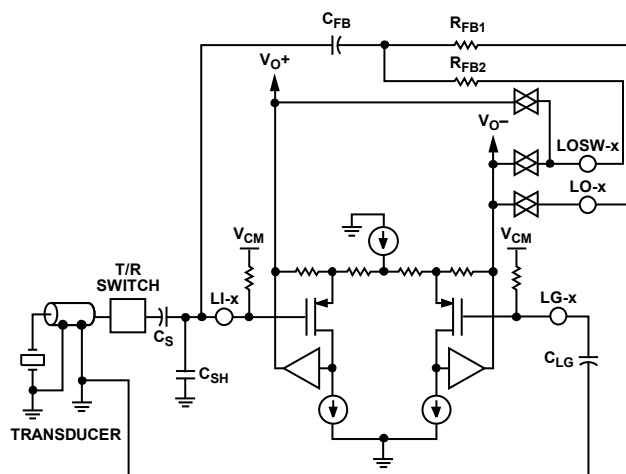 CFB
RFB1
RFB2
VO+
VO–
LOSW-x
LO-x
VCM
VCM
T/R
SWITCH
LI-x
LG-x
CS
CSH
CLG
TRANSDUCER